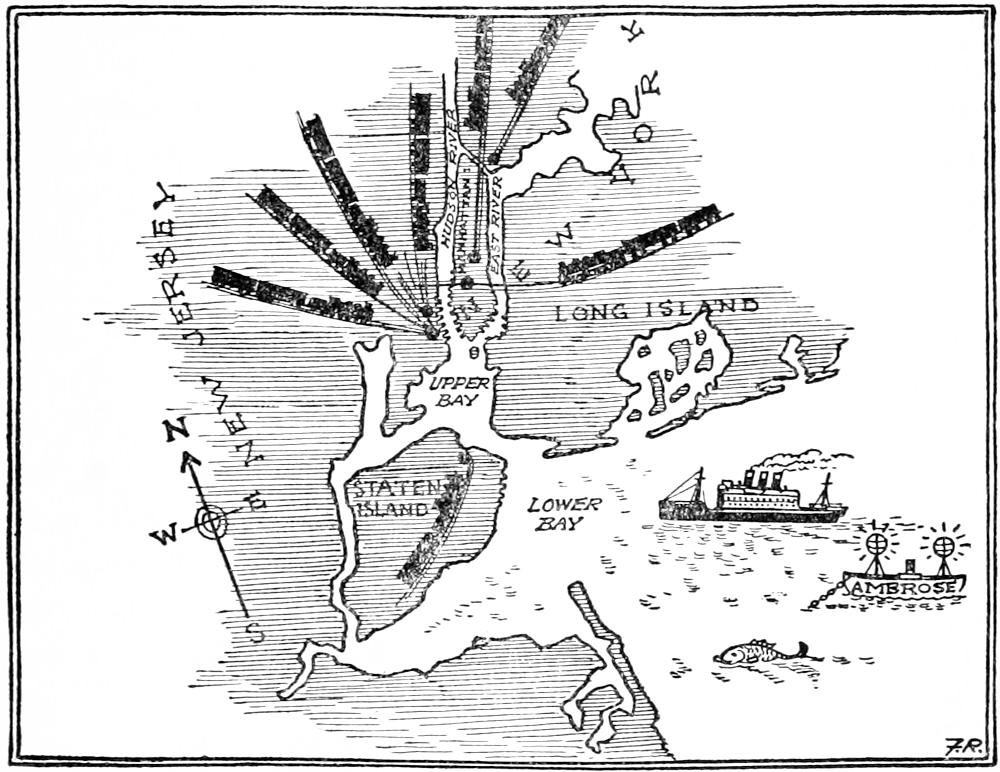 NEW YORK
HUDSON RIVER
MANHATTAN
EAST RIVER
NEW JERSEY
LONG ISLAND
UPPER
BAY
N
W
E
S
STATEN
ISLAND
LOWER
BAY
AMBROSE
F.R.